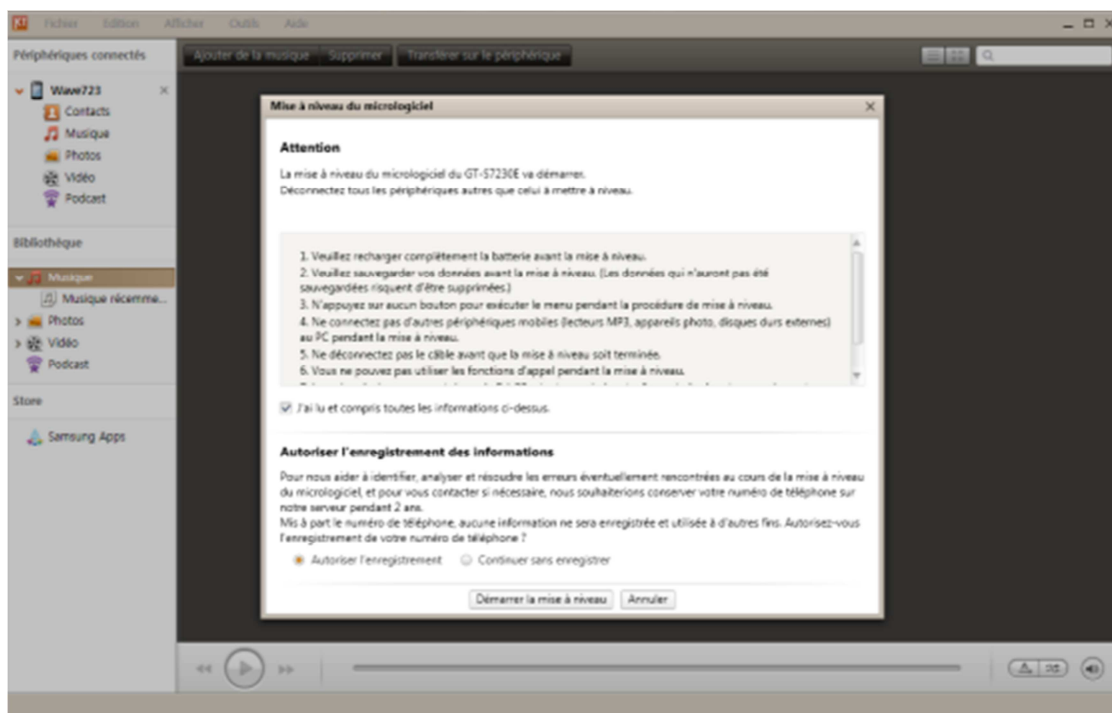 Fichier Edition Afficher Outils Aide
Périphériques connectés
Ajouter de la musique Supprimer Transférer sur le périphérique
Wave723
Contacts
Musique
Photos
Vidéo
Podcast
Bibliothèque
Musique
Musique récemme...
Photos
Vidéo
Podcast
Store
Samsung Apps
Mise à niveau du micrologiciel
Attention
La mise à niveau du micrologiciel du GT-S7230E va démarrer.
Déconnectez tous les périphériques autres que celui à mettre à niveau.
1. Veuillez recharger complètement la batterie avant la mise à niveau.
2. Veuillez sauvegarder vos données avant la mise à niveau. (Les données qui n'auront pas été
sauvegardées risquent d'être supprimées.)
3. N'appuyez sur aucun bouton pour exécuter le menu pendant la procédure de mise à niveau.
4. Ne connectez pas d'autres périphériques mobiles (lecteurs MP3, appareils photo, disques durs externes)
au PC pendant la mise à niveau.
5. Ne déconnectez pas le câble avant que la mise à niveau soit terminée.
6. Vous ne pouvez pas utiliser les fonctions d'appel pendant la mise à niveau.
J'ai lu et compris toutes les informations ci-dessus.
Autoriser l'enregistrement des informations
Pour nous aider à identifier, analyser et résoudre les erreurs éventuellement rencontrées au cours de la mise à niveau
du micrologiciel, et pour vous contacter si nécessaire, nous souhaiterions conserver votre numéro de téléphone sur
notre serveur pendant 2 ans.
Mis à part le numéro de téléphone, aucune information ne sera enregistrée et utilisée à d'autres fins. Autorisez-vous
l'enregistrement de votre numéro de téléphone ?
Autoriser l'enregistrement Continuer sans enregistrer
Démarrer la mise à niveau Annuler